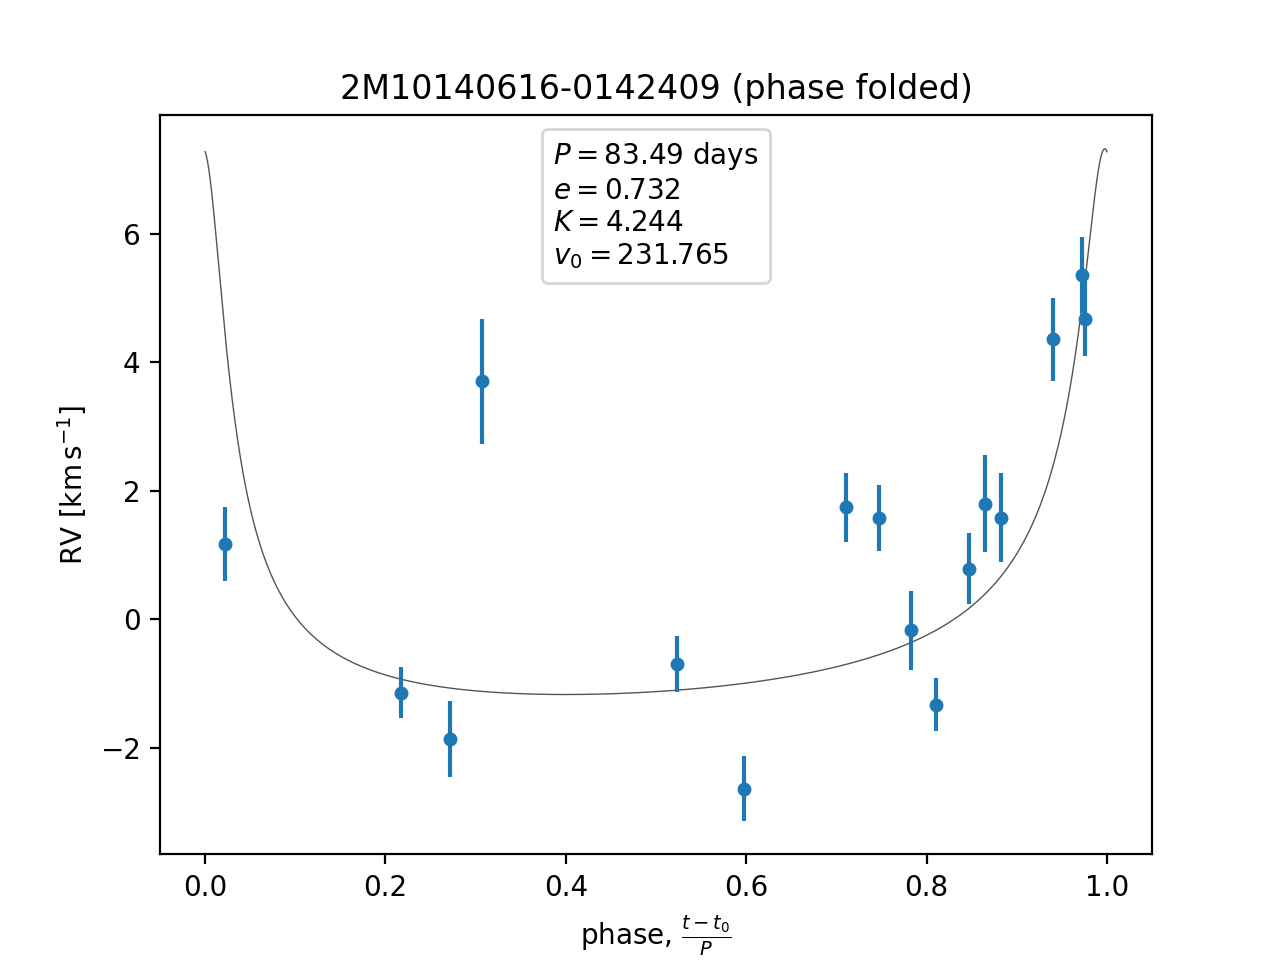 2M10140616-0142409 (phase folded)
P = 83.49 days
e = 0.732
K = 4.244
v₀ = 231.765
RV [km s⁻¹]
6
4
2
0
−2
0.0 0.2 0.4 0.6 0.8 1.0
phase, (t − t₀)/P